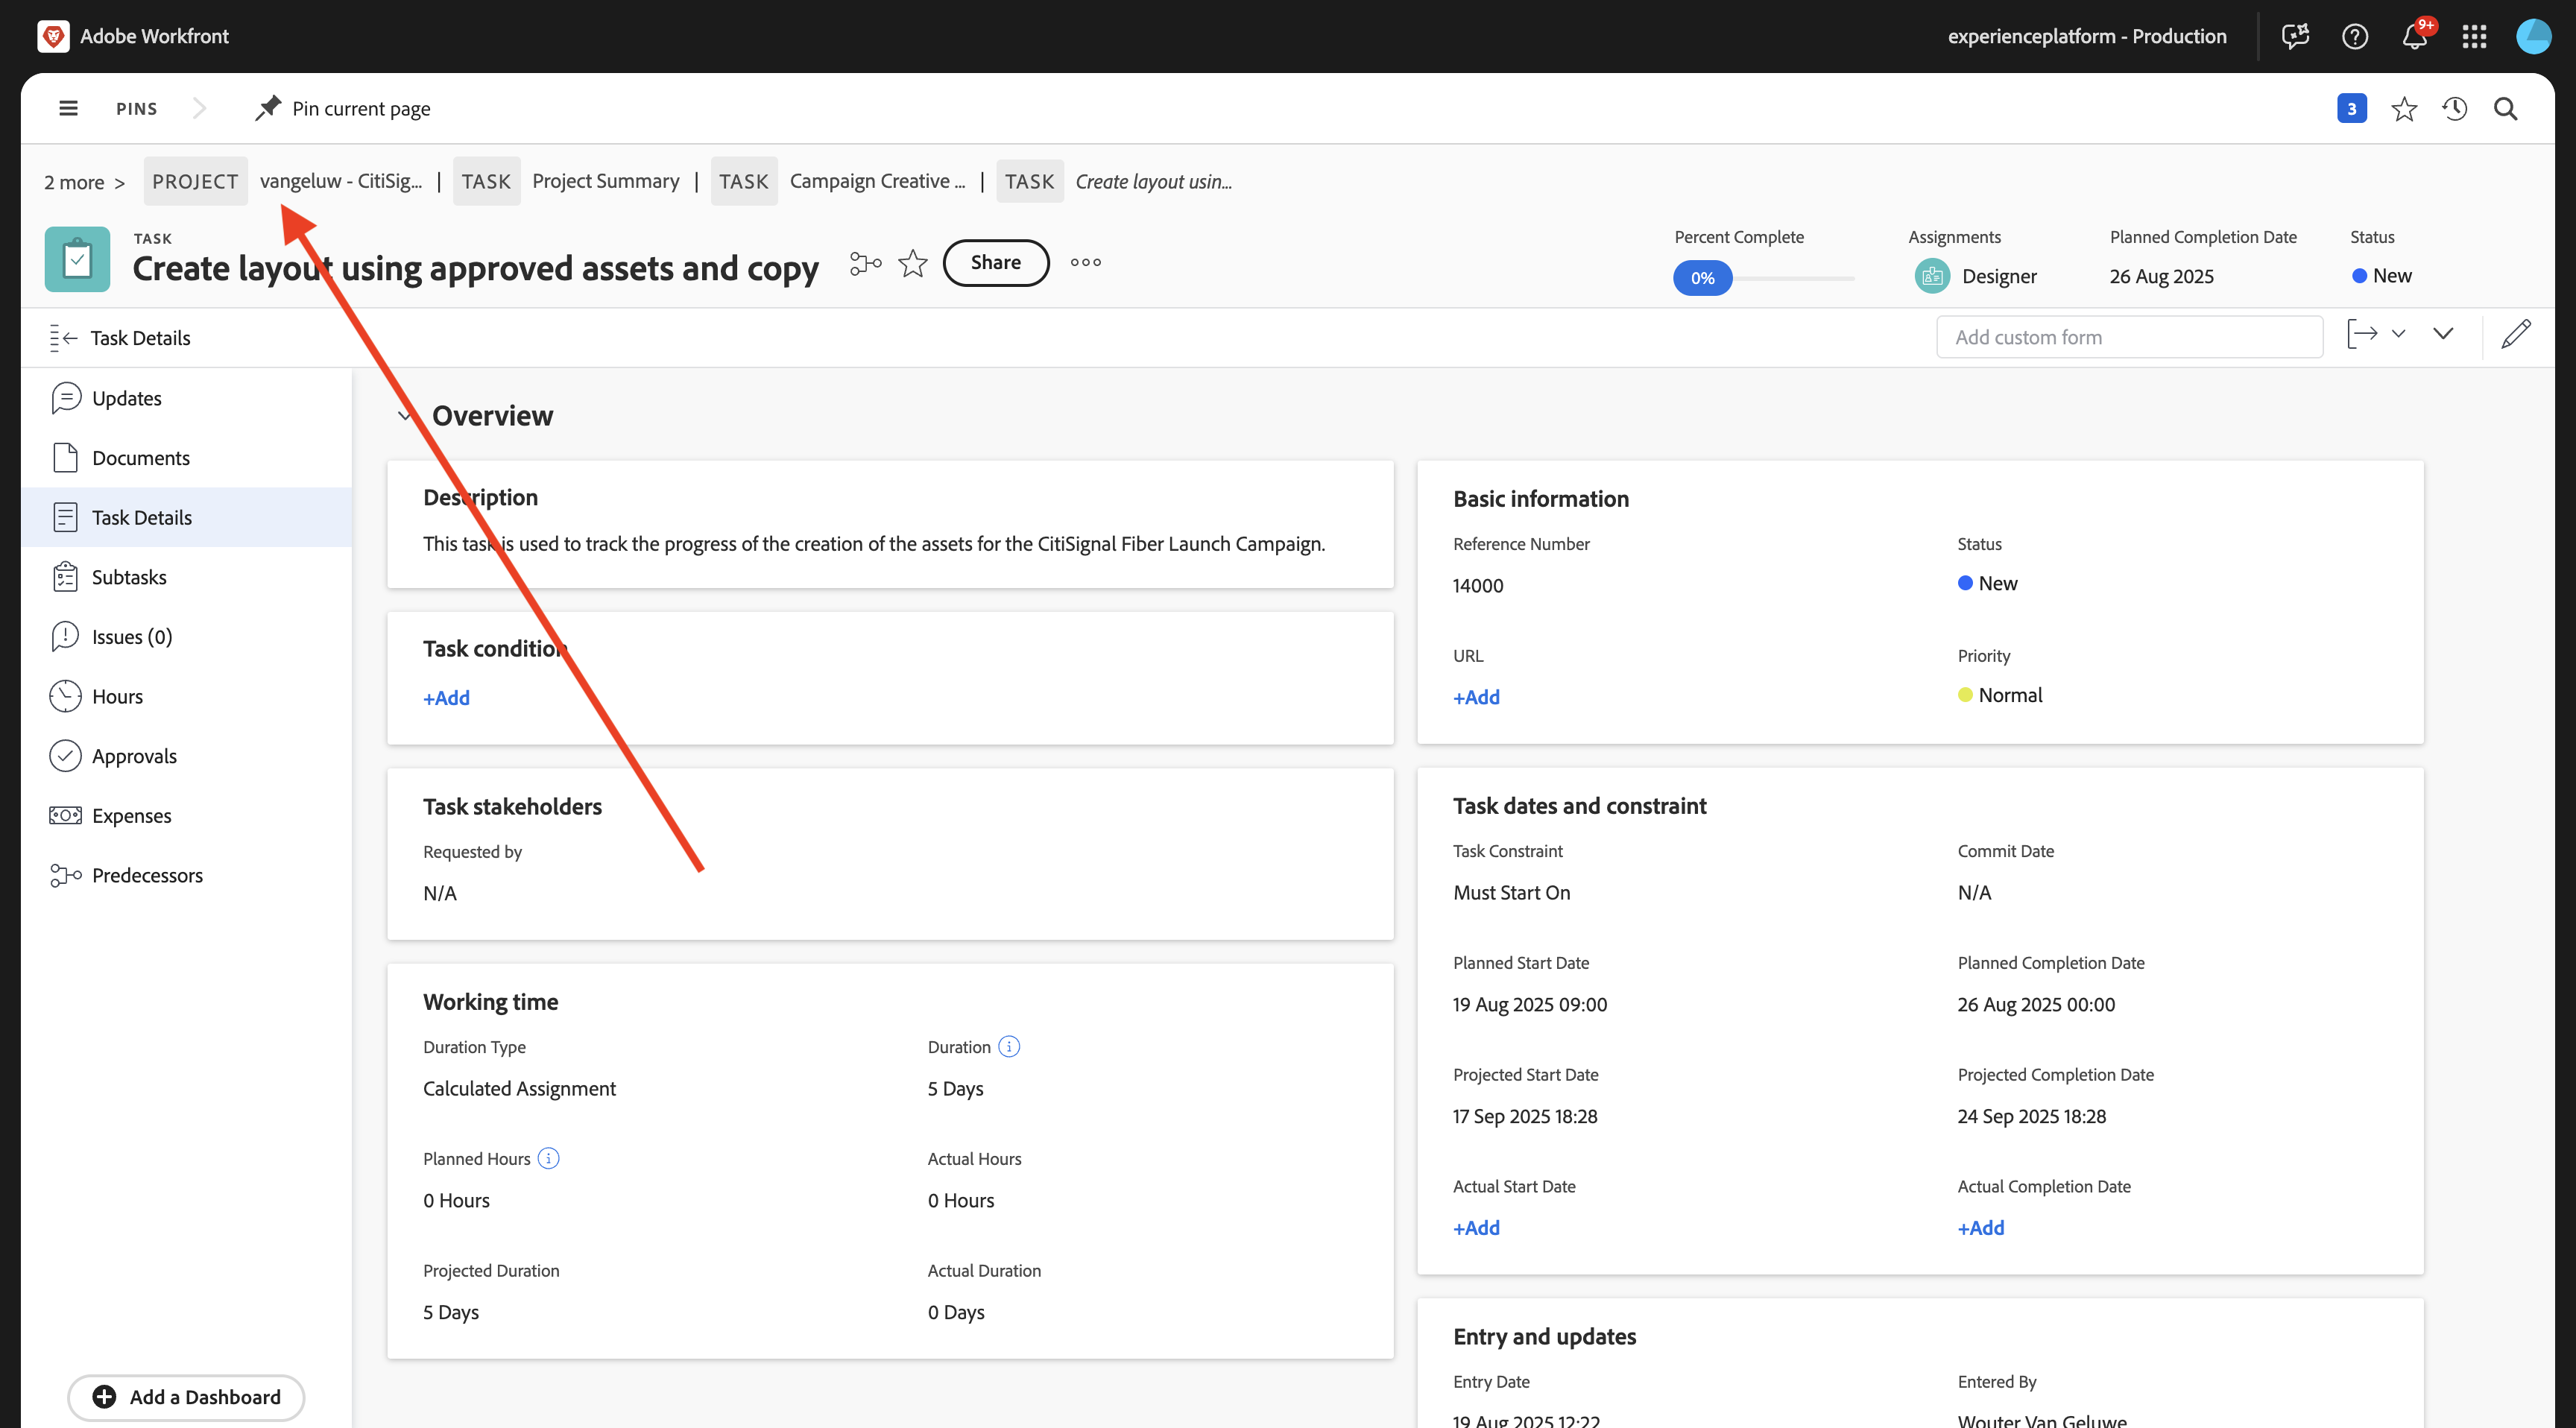 Adobe Workfront
experienceplatform - Production
9+
PINS
Pin current page
3
2 more >
PROJECT vangeluw - CitiSig... | TASK Project Summary | TASK Campaign Creative ... | TASK Create layout usin...
TASK
Create layout using approved assets and copy
Share
Percent Complete
0%
Assignments
Designer
Planned Completion Date
26 Aug 2025
Status
New
Task Details
Add custom form
Updates
Documents
Task Details
Subtasks
Issues (0)
Hours
Approvals
Expenses
Predecessors
Add a Dashboard
Overview
Description
This task is used to track the progress of the creation of the assets for the CitiSignal Fiber Launch Campaign.
Task condition
+Add
Task stakeholders
Requested by
N/A
Working time
Duration Type
Calculated Assignment
Duration
5 Days
Planned Hours
0 Hours
Actual Hours
0 Hours
Projected Duration
5 Days
Actual Duration
0 Days
Basic information
Reference Number
14000
Status
New
URL
+Add
Priority
Normal
Task dates and constraint
Task Constraint
Must Start On
Commit Date
N/A
Planned Start Date
19 Aug 2025 09:00
Planned Completion Date
26 Aug 2025 00:00
Projected Start Date
17 Sep 2025 18:28
Projected Completion Date
24 Sep 2025 18:28
Actual Start Date
+Add
Actual Completion Date
+Add
Entry and updates
Entry Date
19 Aug 2025 12:22
Entered By
Wouter Van Geluwe